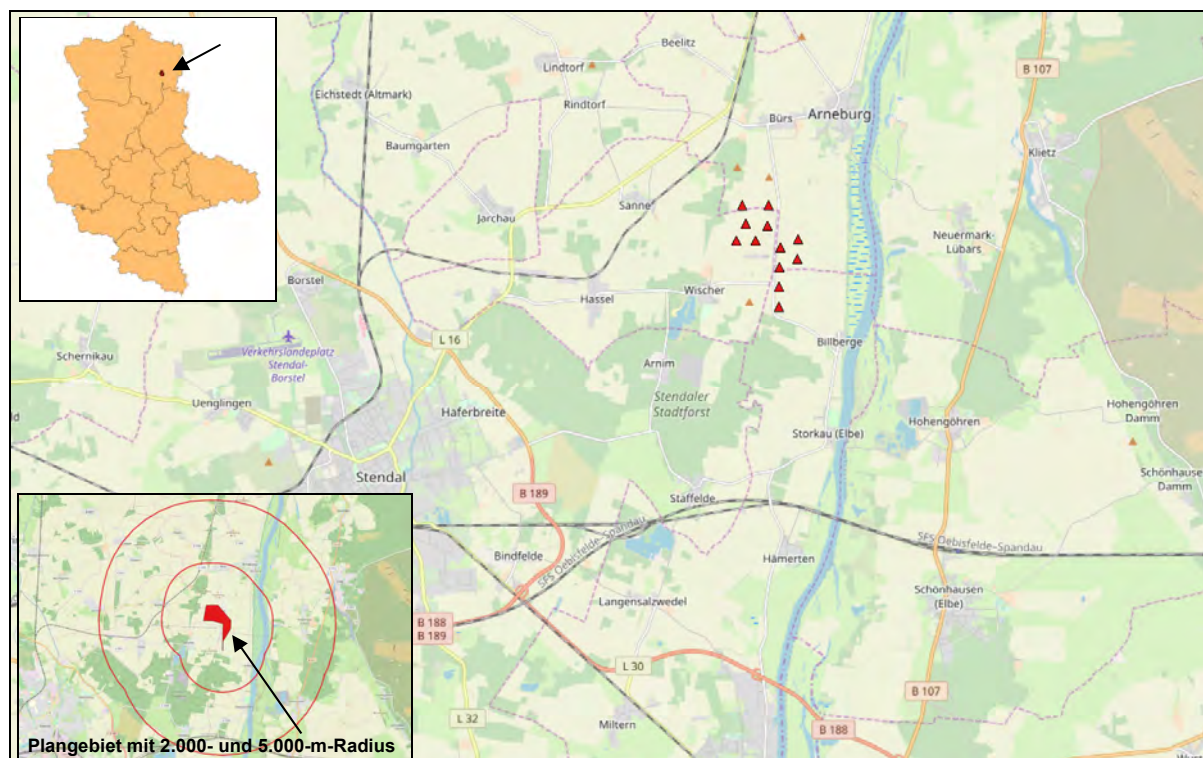 Beelitz
Lindtorf
B 107
Eichstedt (Altmark)
Rindtorf
Arneburg
Bürs
Baumgarten
Klietz
Jarchau
Sanne
Neuermark-
Lübars
Borstel
Wischer
Hassel
Verkehrslandeplatz
Stendal-
Borstel
L 16
Billberge
Schernikau
Arnim
Stendaler
Stadtforst
Uenglingen
Haferbreite
Hohengöhren
Damm
Hohengöhren
Storkau (Elbe)
Stendal
Schönhauser
Damm
B 189
Staffelde
SFS Oebisfelde–Spandau
SFS Oebisfelde–Spandau
Bindfelde
Hämerten
Schönhausen
(Elbe)
Langensalzwedel
B 188
B 189
L 30
B 107
L 32
Miltern
B 188
Plangebiet mit 2.000- und 5.000-m-Radius